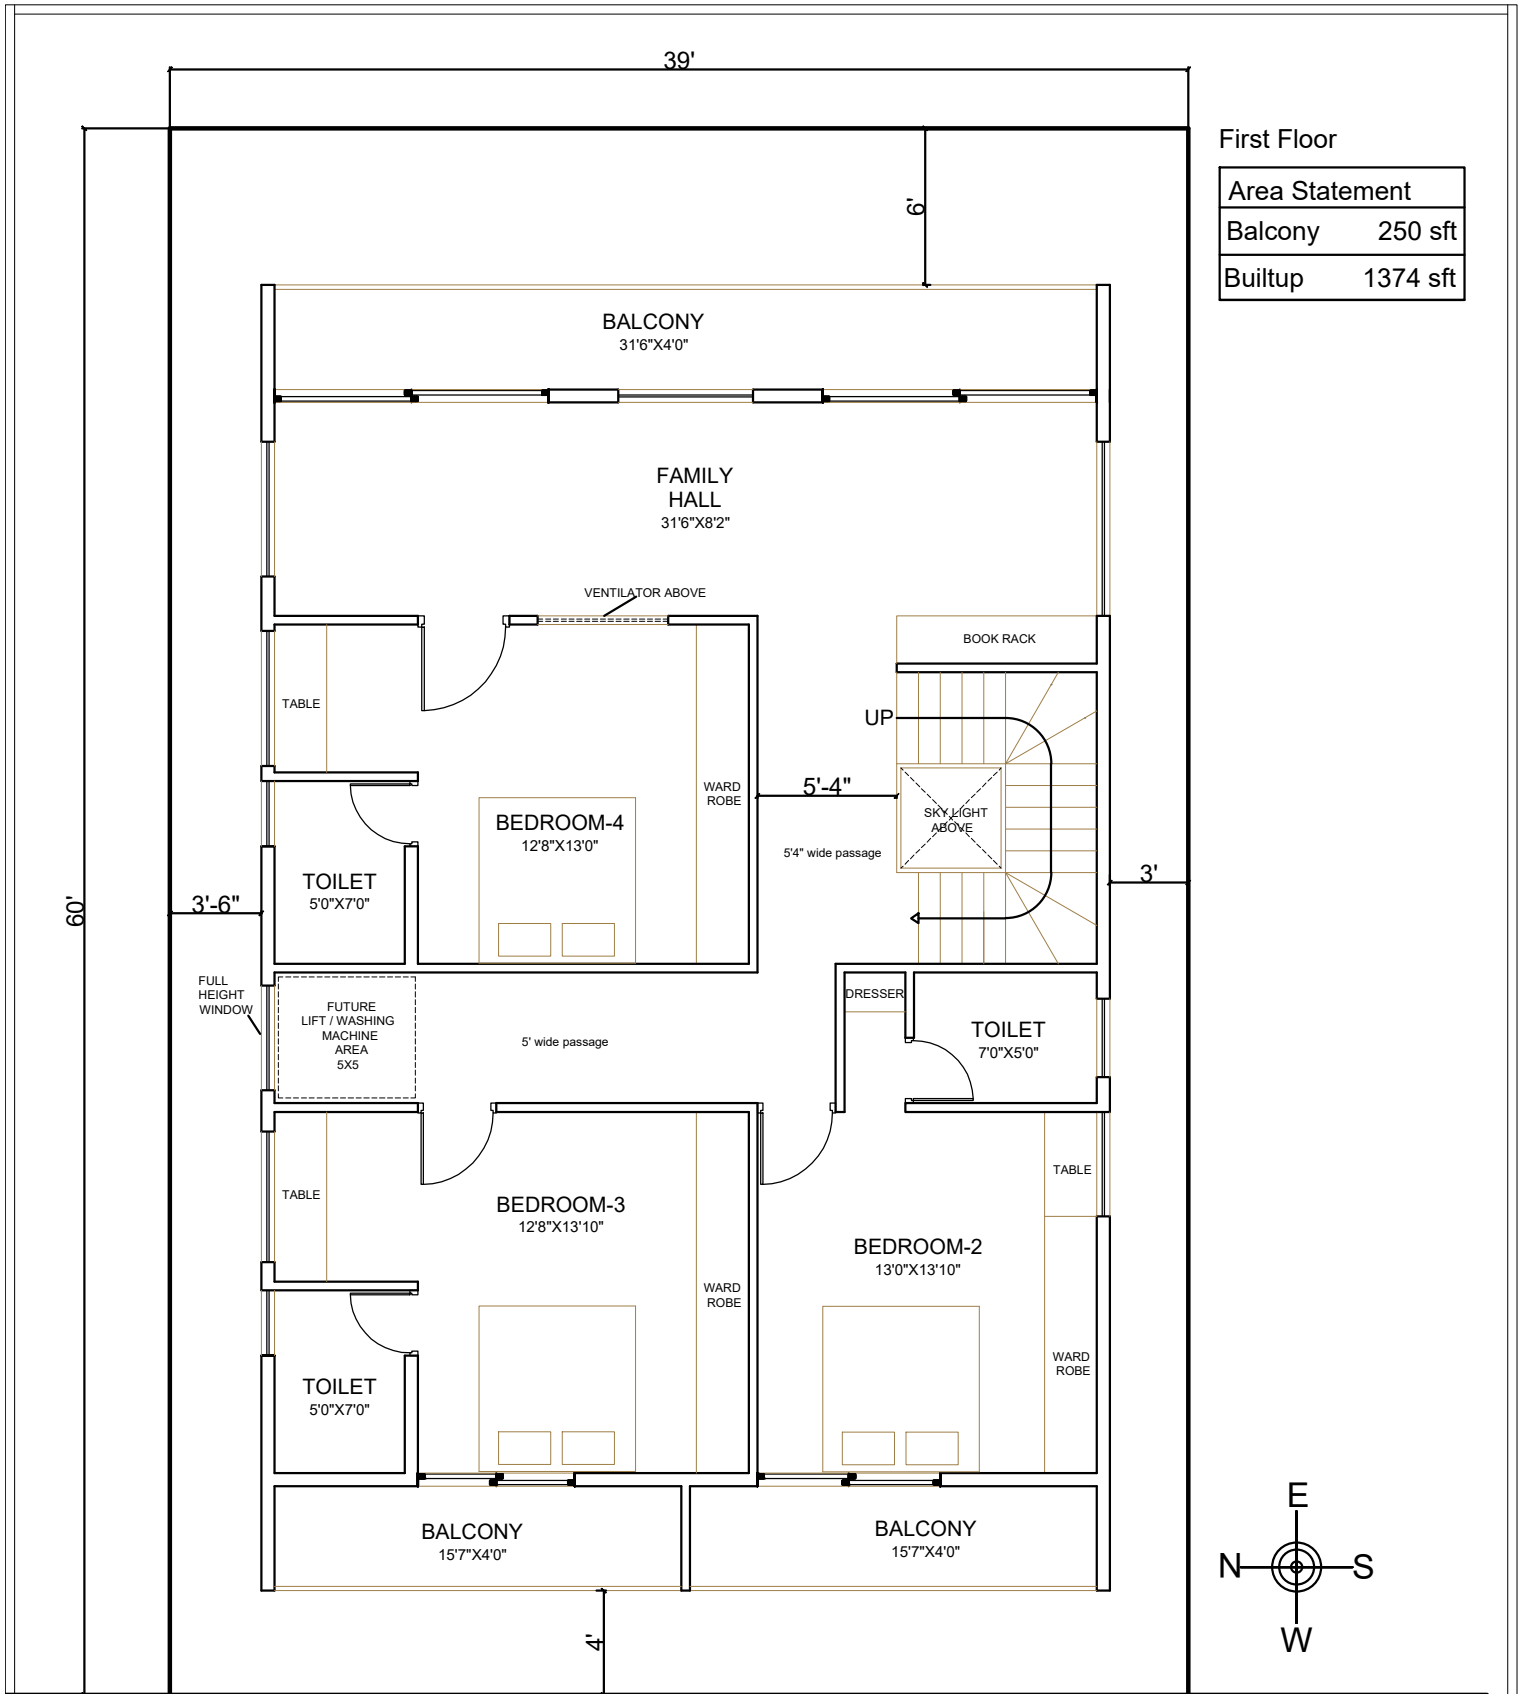 39'
First Floor
Area Statement
Balcony 250 sft
Builtup 1374 sft
6'
BALCONY
31'6"X4'0"
FAMILY
HALL
31'6"X8'2"
VENTILATOR ABOVE
BOOK RACK
TABLE
UP
WARD
ROBE
5'-4"
SKY LIGHT
ABOVE
BEDROOM-4
12'8"X13'0"
5'4" wide passage
TOILET
5'0"X7'0"
3'
60'
3'-6"
FULL
HEIGHT
WINDOW
FUTURE
LIFT / WASHING
MACHINE
AREA
5X5
5' wide passage
DRESSER
TOILET
7'0"X5'0"
TABLE
BEDROOM-3
12'8"X13'10"
TABLE
BEDROOM-2
13'0"X13'10"
WARD
ROBE
WARD
ROBE
TOILET
5'0"X7'0"
BALCONY
15'7"X4'0"
BALCONY
15'7"X4'0"
4'
E
N
S
W